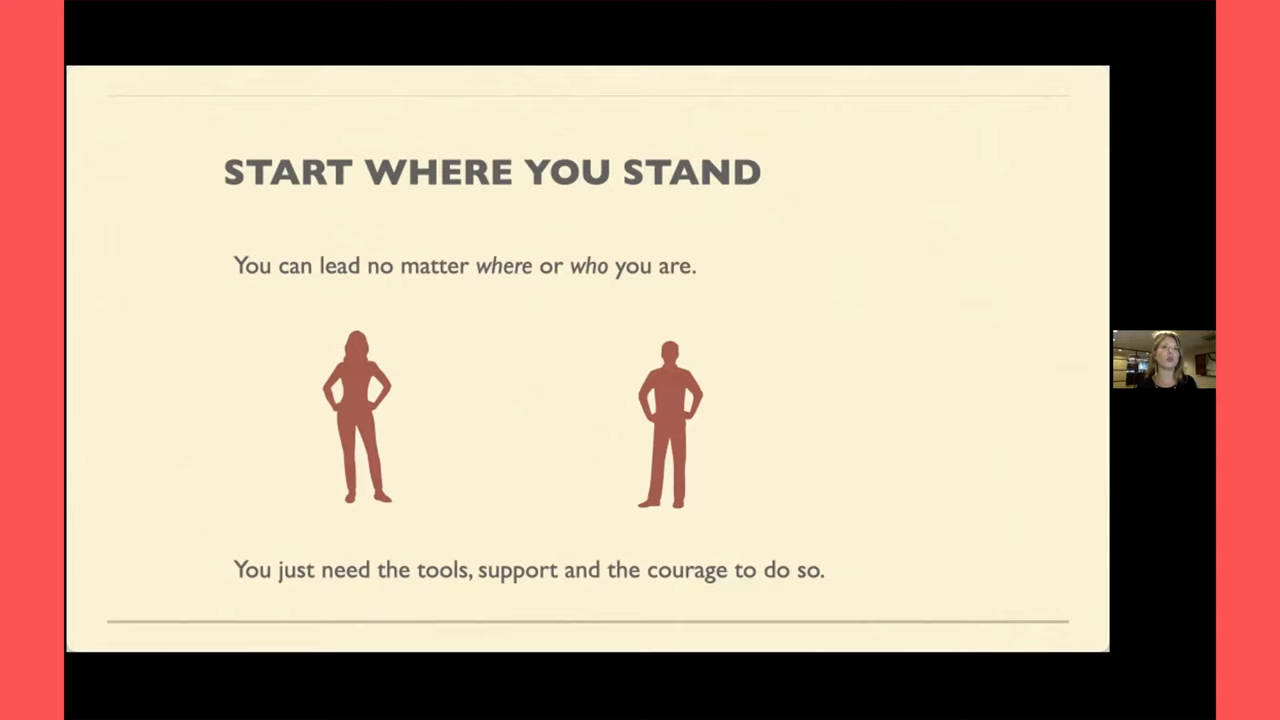 START WHERE YOU STAND
You can lead no matter where or who you are.
You just need the tools, support and the courage to do so.